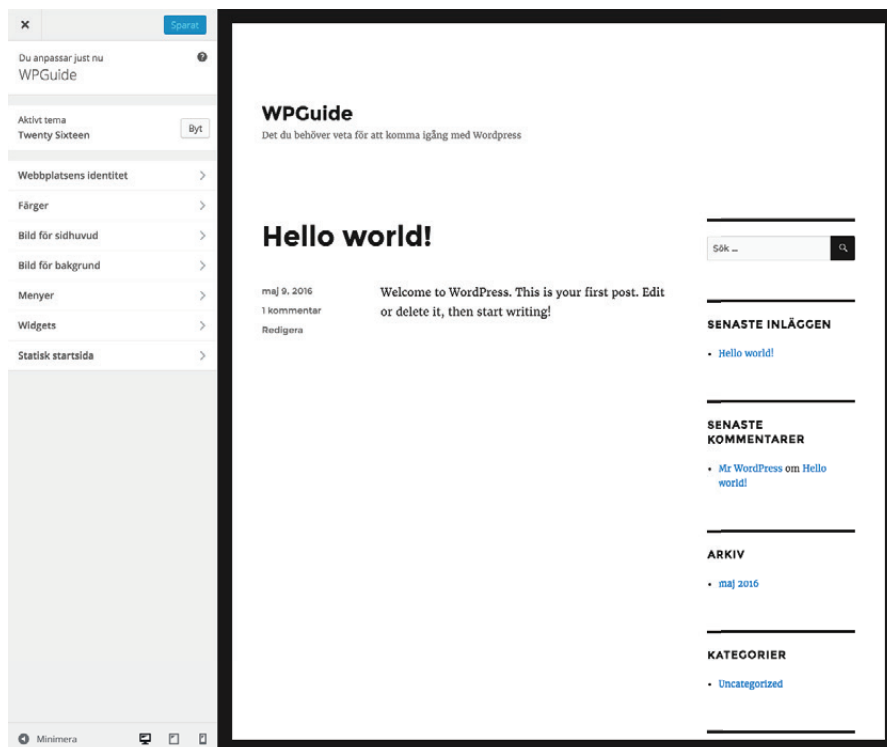 Sparat
Du anpassar just nu
WPGuide
Aktivt tema
Twenty Sixteen
Byt
Webbplatsens identitet
Färger
Bild för sidhuvud
Bild för bakgrund
Menyer
Widgets
Statisk startsida
Minimera
WPGuide
Det du behöver veta för att komma igång med Wordpress
Hello world!
maj 9, 2016
1 kommentar
Redigera
Welcome to WordPress. This is your first post. Edit
or delete it, then start writing!
Sök …
SENASTE INLÄGGEN
Hello world!
SENASTE
KOMMENTARER
Mr WordPress om Hello
world!
ARKIV
maj 2016
KATEGORIER
Uncategorized